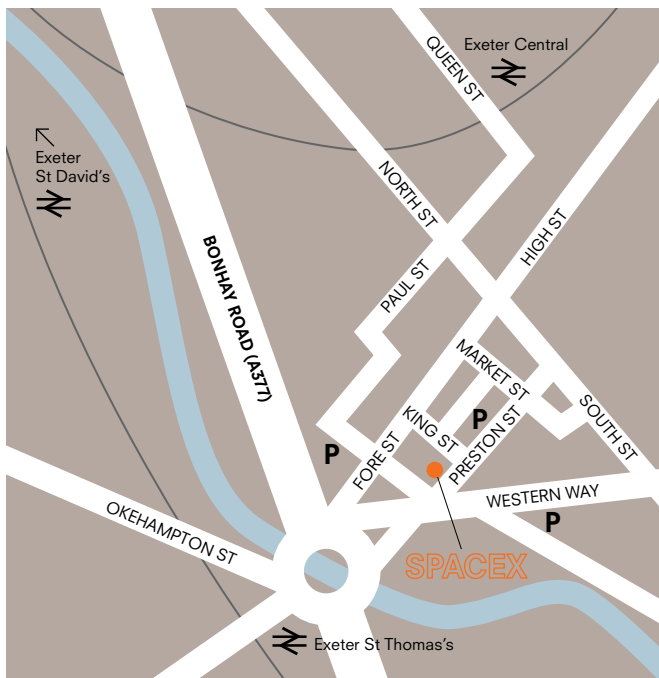 Exeter Central
QUEEN ST
Exeter
St David's
NORTH ST
HIGH ST
BONHAY ROAD (A377)
PAUL ST
MARKET ST
KING ST
P
SOUTH ST
PRESTON ST
P
FORE ST
WESTERN WAY
P
OKEHAMPTON ST
SPACEX
Exeter St Thomas's